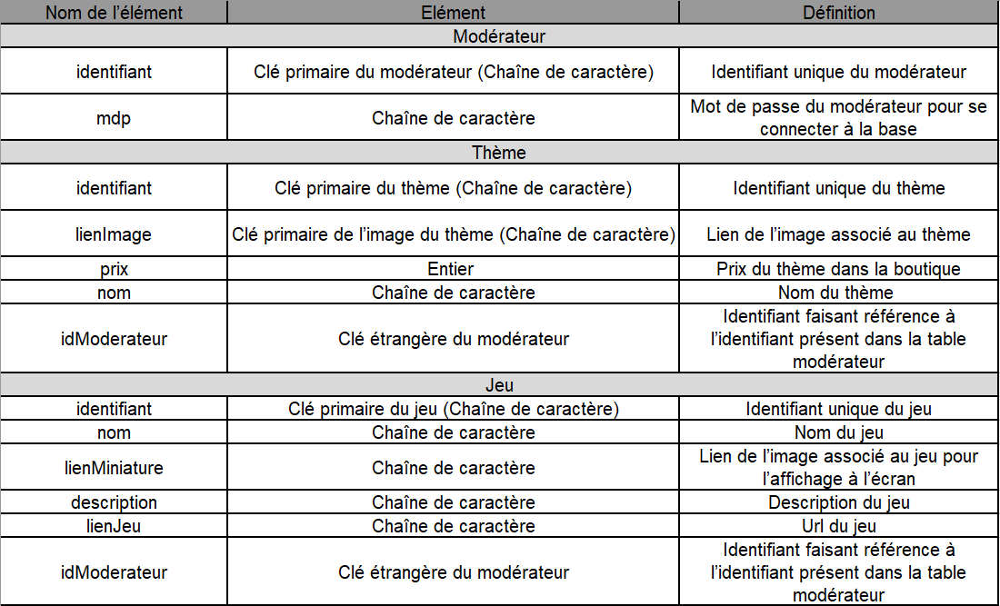 Nom de l’élément Elément Définition
Modérateur
identifiant Clé primaire du modérateur (Chaîne de caractère) Identifiant unique du modérateur
mdp Chaîne de caractère Mot de passe du modérateur pour se
connecter à la base
Thème
identifiant Clé primaire du thème (Chaîne de caractère) Identifiant unique du thème
lienImage Clé primaire de l’image du thème (Chaîne de caractère) Lien de l’image associé au thème
prix Entier Prix du thème dans la boutique
nom Chaîne de caractère Nom du thème
idModerateur Clé étrangère du modérateur Identifiant faisant référence à
l’identifiant présent dans la table
modérateur
Jeu
identifiant Clé primaire du jeu (Chaîne de caractère) Identifiant unique du jeu
nom Chaîne de caractère Nom du jeu
lienMiniature Chaîne de caractère Lien de l’image associé au jeu pour
l’affichage à l’écran
description Chaîne de caractère Description du jeu
lienJeu Chaîne de caractère Url du jeu
idModerateur Clé étrangère du modérateur Identifiant faisant référence à
l’identifiant présent dans la table
modérateur